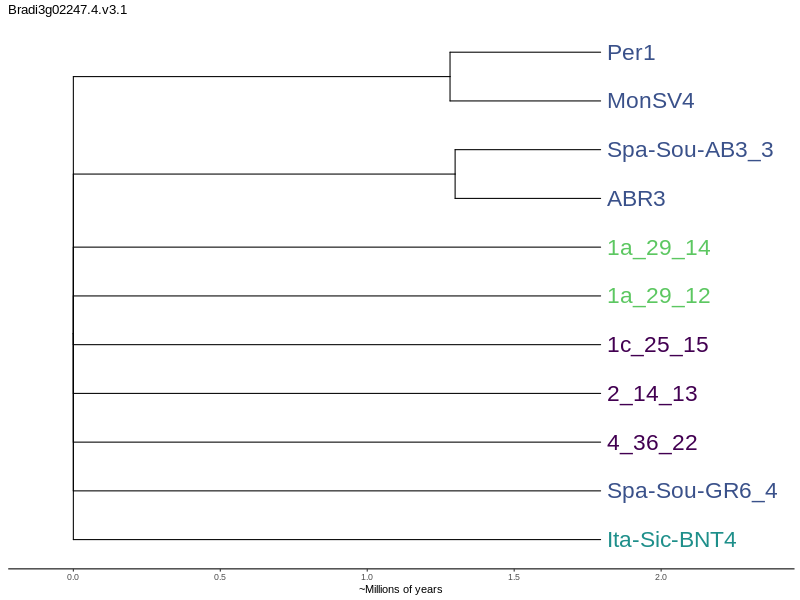 Bradi3g02247.4.v3.1
Per1
MonSV4
Spa-Sou-AB3_3
ABR3
1a_29_14
1a_29_12
1c_25_15
2_14_13
4_36_22
Spa-Sou-GR6_4
Ita-Sic-BNT4
0.0 0.5 1.0 1.5 2.0
~Millions of years